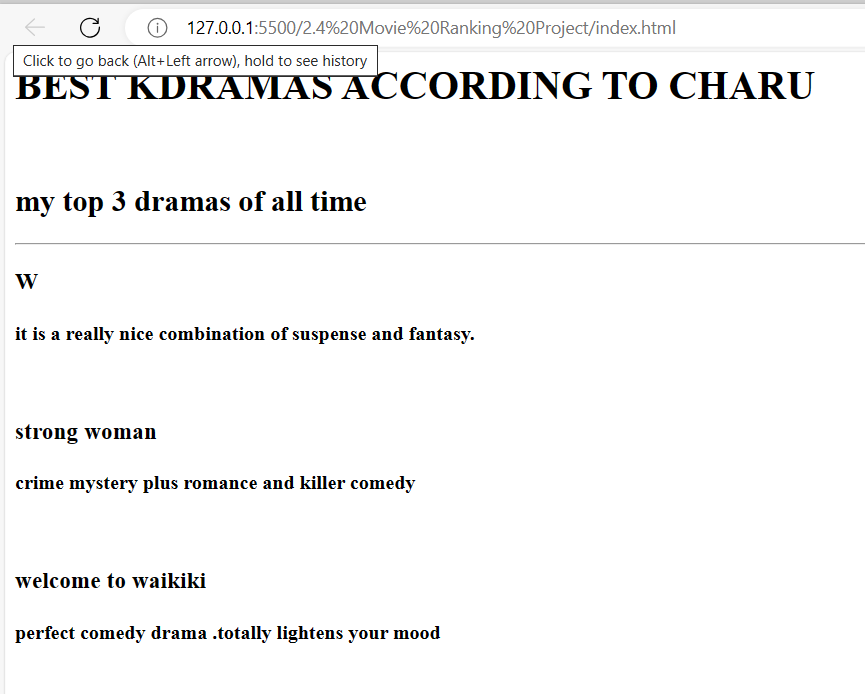 127.0.0.1:5500/2.4%20Movie%20Ranking%20Project/index.html
Click to go back (Alt+Left arrow), hold to see history
BEST KDRAMAS ACCORDING TO CHARU
my top 3 dramas of all time
W
it is a really nice combination of suspense and fantasy.
strong woman
crime mystery plus romance and killer comedy
welcome to waikiki
perfect comedy drama .totally lightens your mood